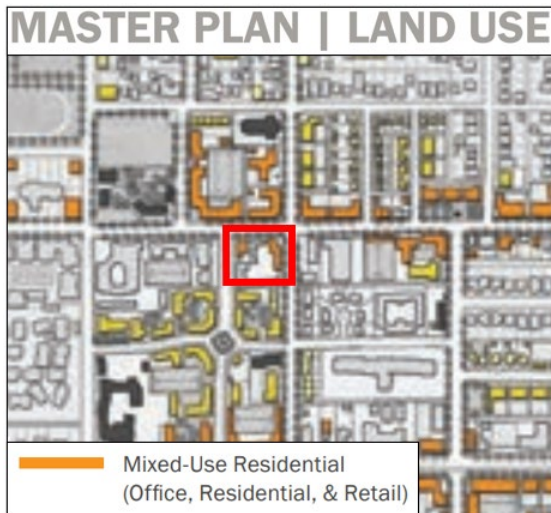 MASTER PLAN | LAND USE
Mixed-Use Residential
(Office, Residential, & Retail)